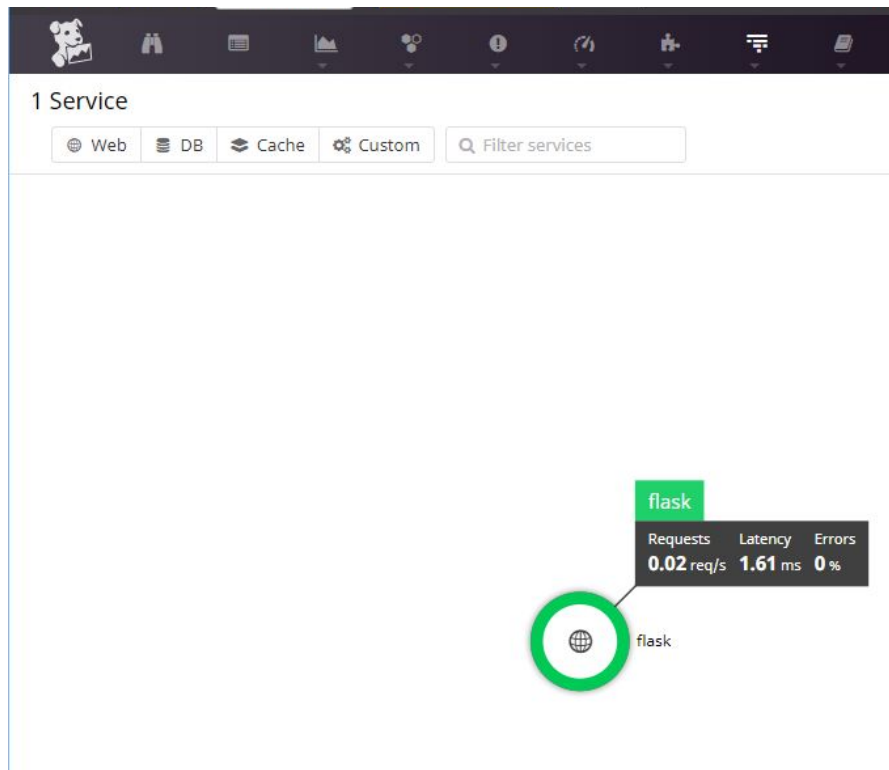 1 Service
Web DB Cache Custom Filter services
flask
Requests Latency Errors
0.02 req/s 1.61 ms 0 %
flask